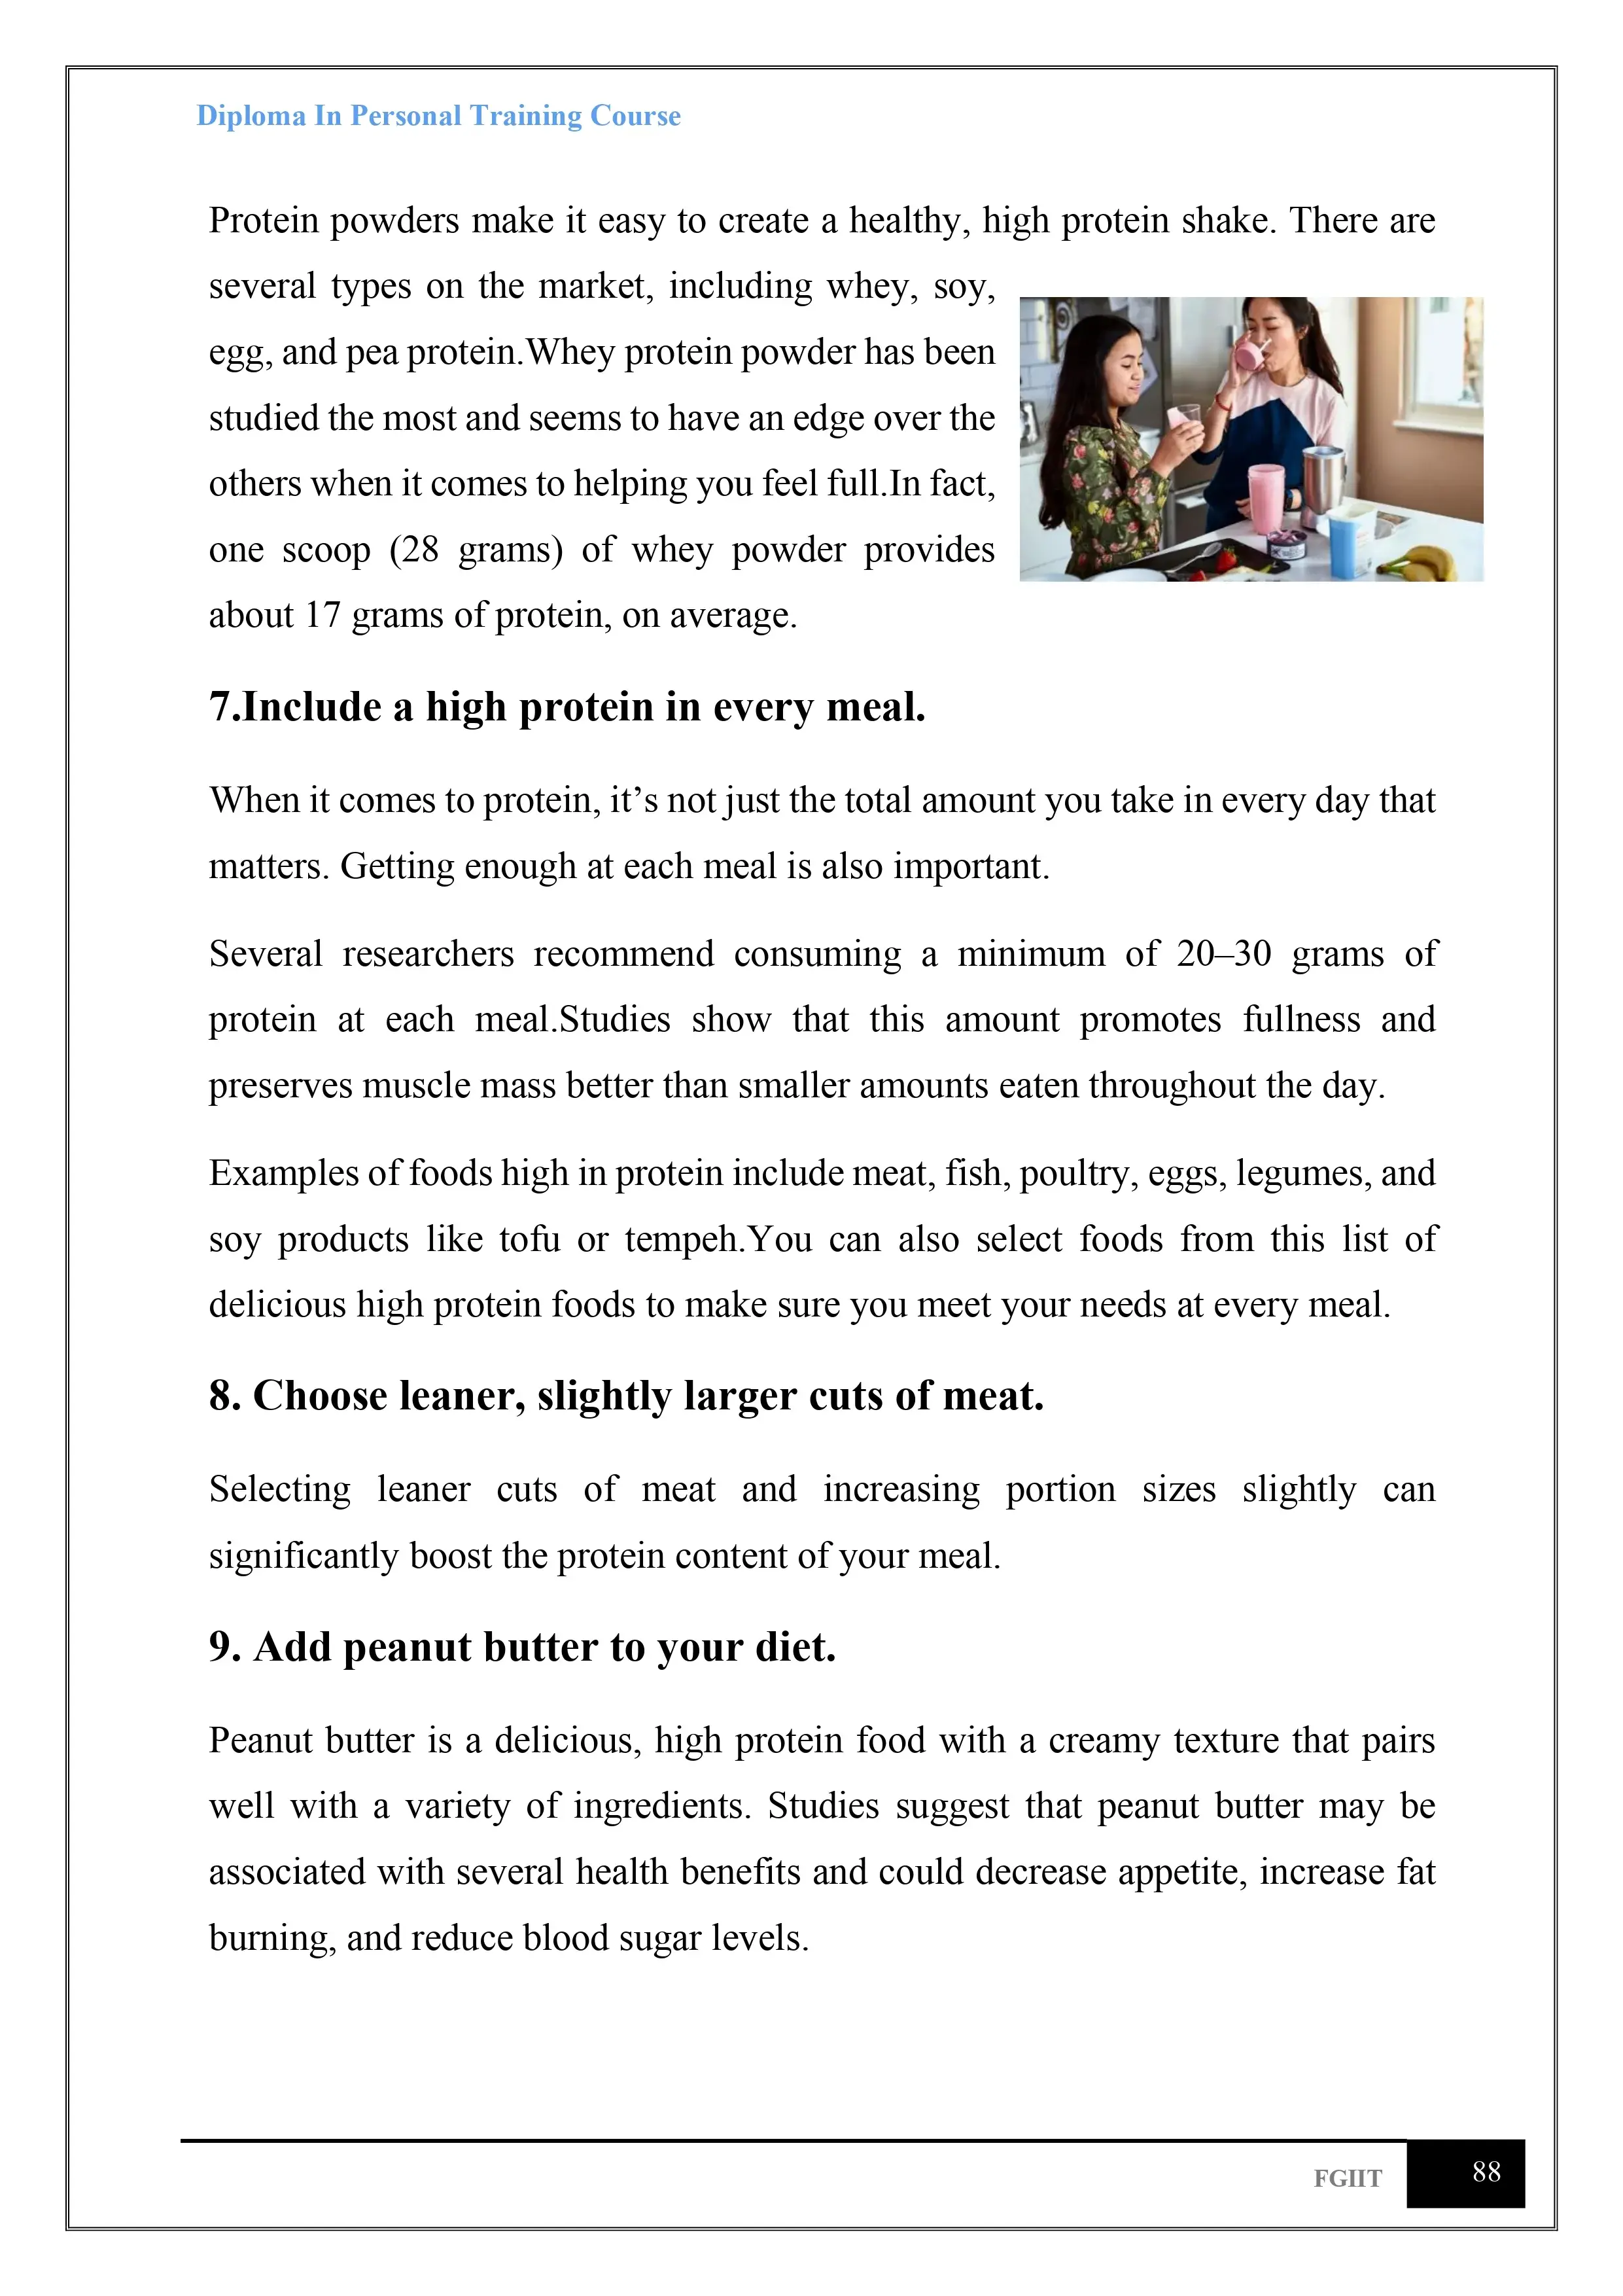 Diploma In Personal Training Course
Protein powders make it easy to create a healthy, high protein shake. There are
several types on the market, including whey, soy,
egg, and pea protein.Whey protein powder has been
studied the most and seems to have an edge over the
others when it comes to helping you feel full.In fact,
one scoop (28 grams) of whey powder provides
about 17 grams of protein, on average.
7.Include a high protein in every meal.
When it comes to protein, it’s not just the total amount you take in every day that
matters. Getting enough at each meal is also important.
Several researchers recommend consuming a minimum of 20–30 grams of
protein at each meal.Studies show that this amount promotes fullness and
preserves muscle mass better than smaller amounts eaten throughout the day.
Examples of foods high in protein include meat, fish, poultry, eggs, legumes, and
soy products like tofu or tempeh.You can also select foods from this list of
delicious high protein foods to make sure you meet your needs at every meal.
8. Choose leaner, slightly larger cuts of meat.
Selecting leaner cuts of meat and increasing portion sizes slightly can
significantly boost the protein content of your meal.
9. Add peanut butter to your diet.
Peanut butter is a delicious, high protein food with a creamy texture that pairs
well with a variety of ingredients. Studies suggest that peanut butter may be
associated with several health benefits and could decrease appetite, increase fat
burning, and reduce blood sugar levels.
FGIIT
88